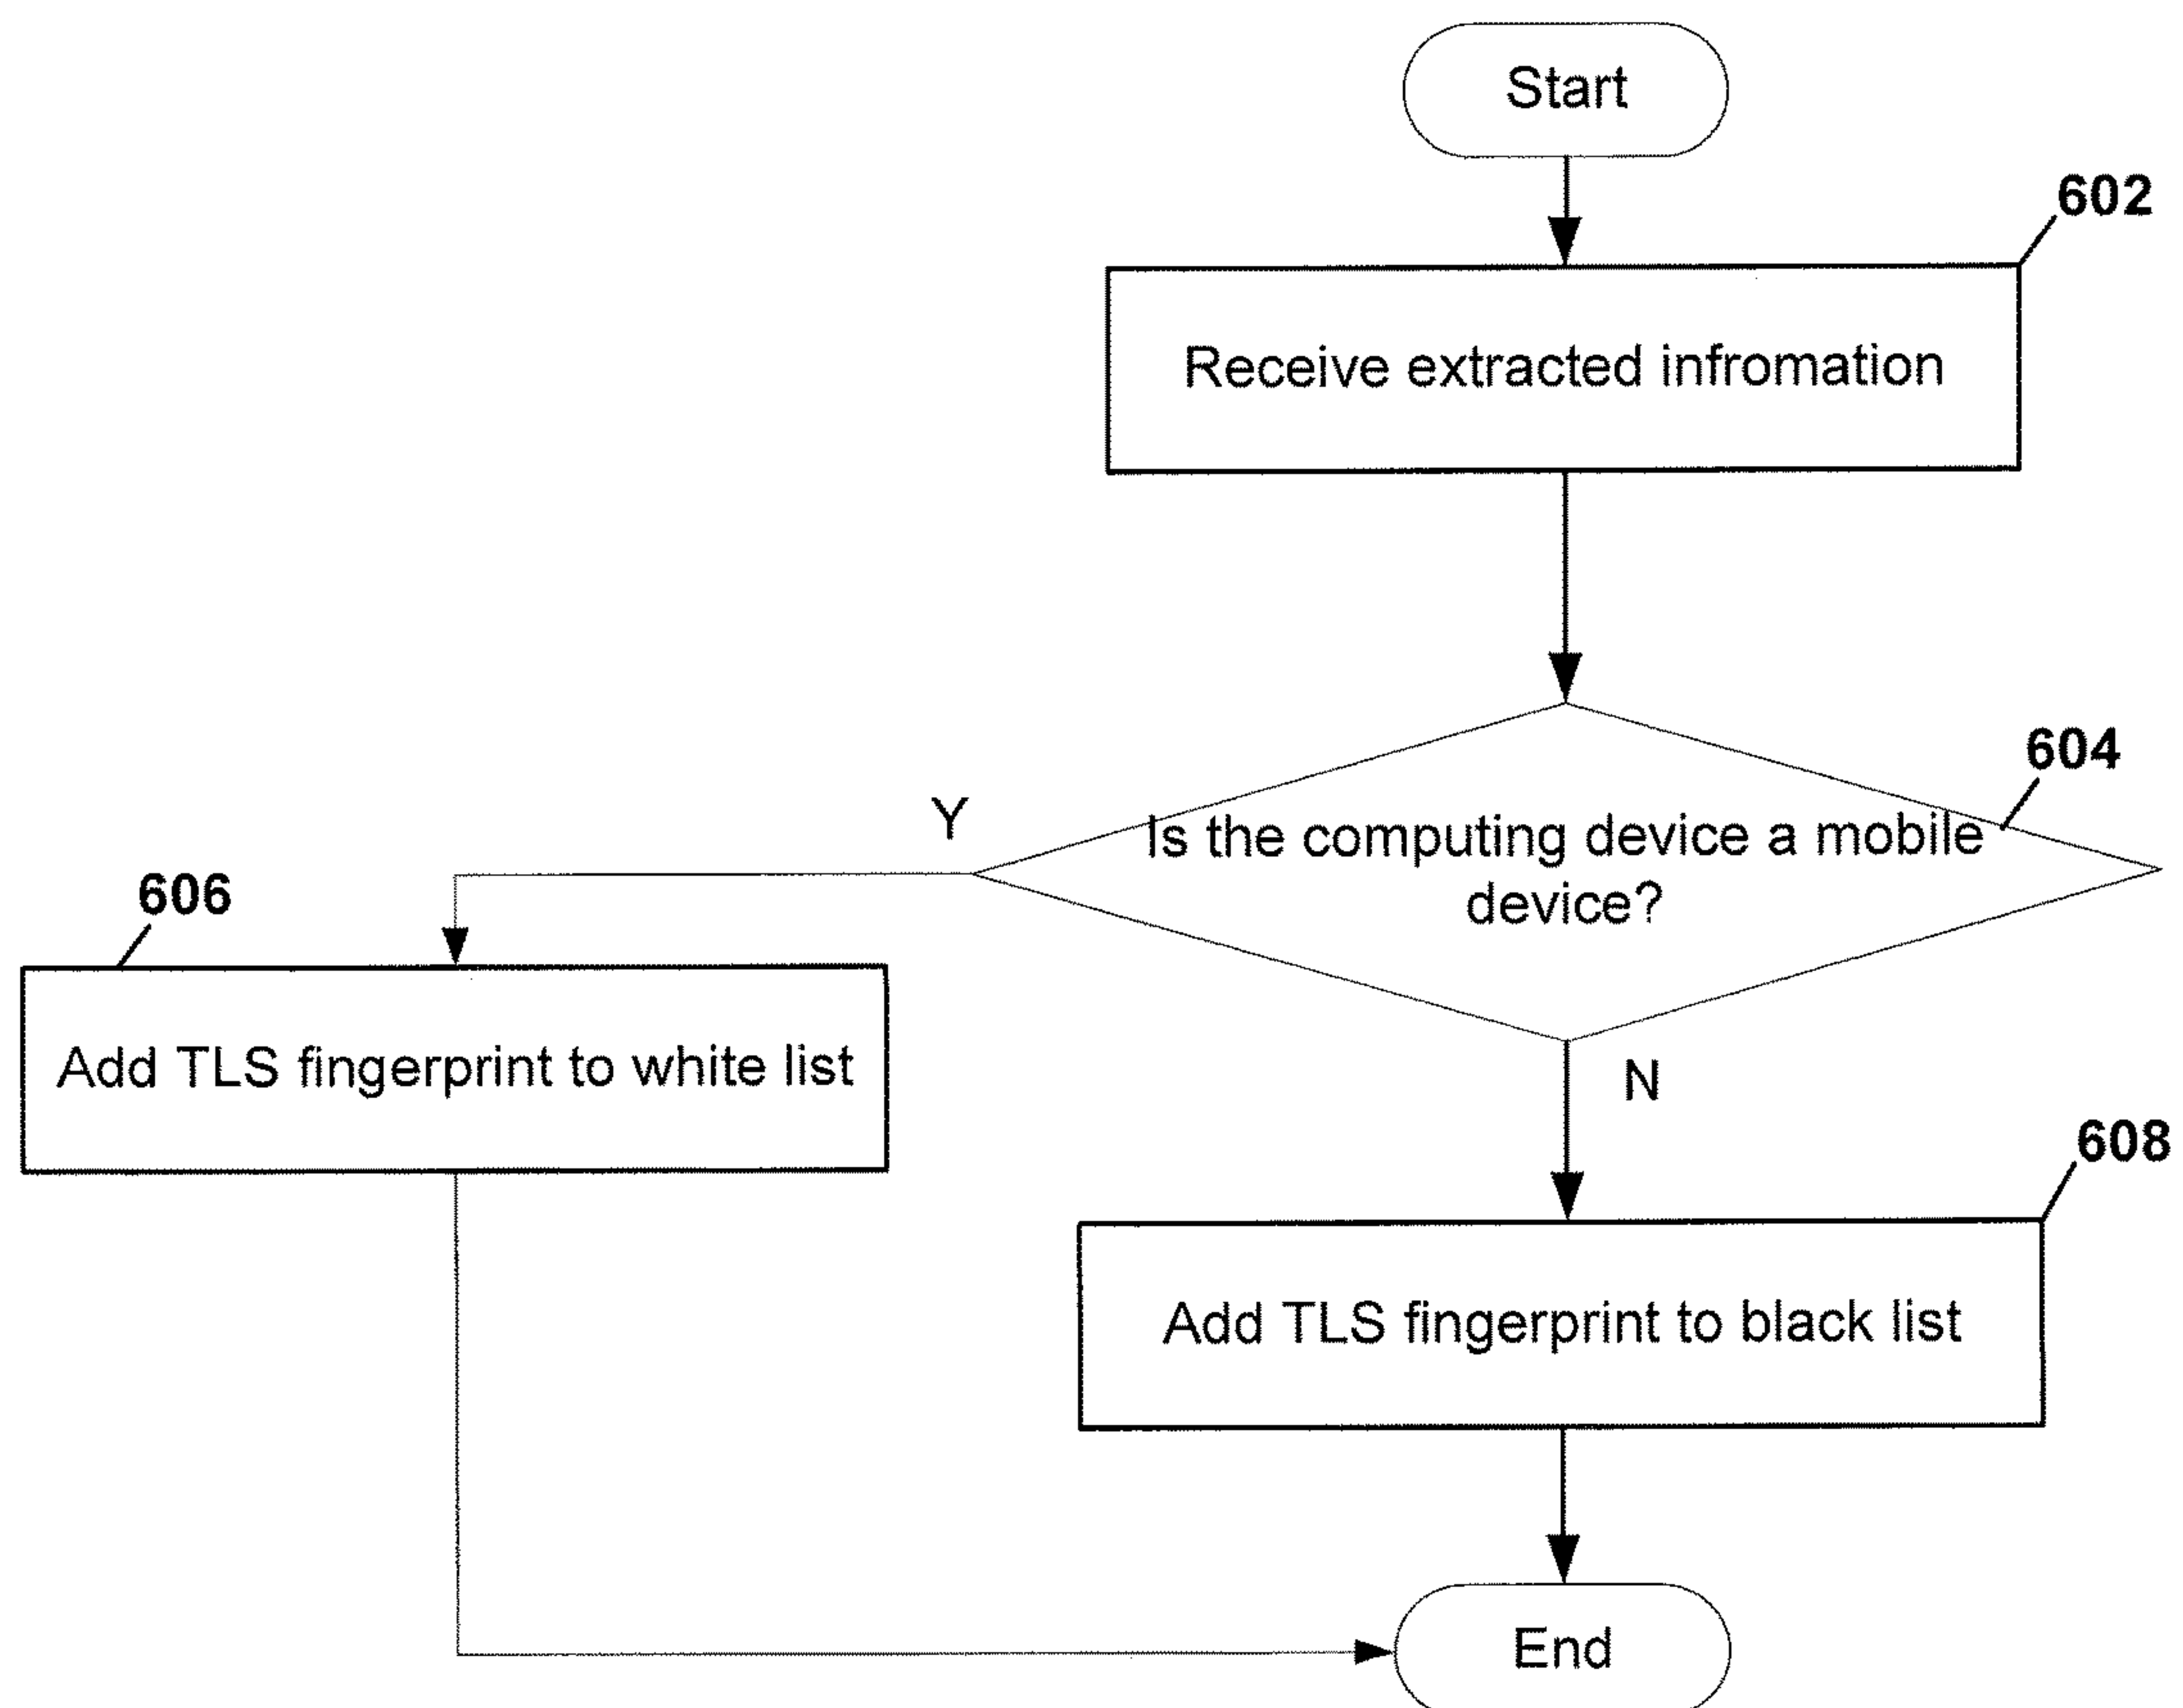 Start
602
Receive extracted infromation
604
Y
Is the computing device a mobile
device?
606
Add TLS fingerprint to white list
N
608
Add TLS fingerprint to black list
End